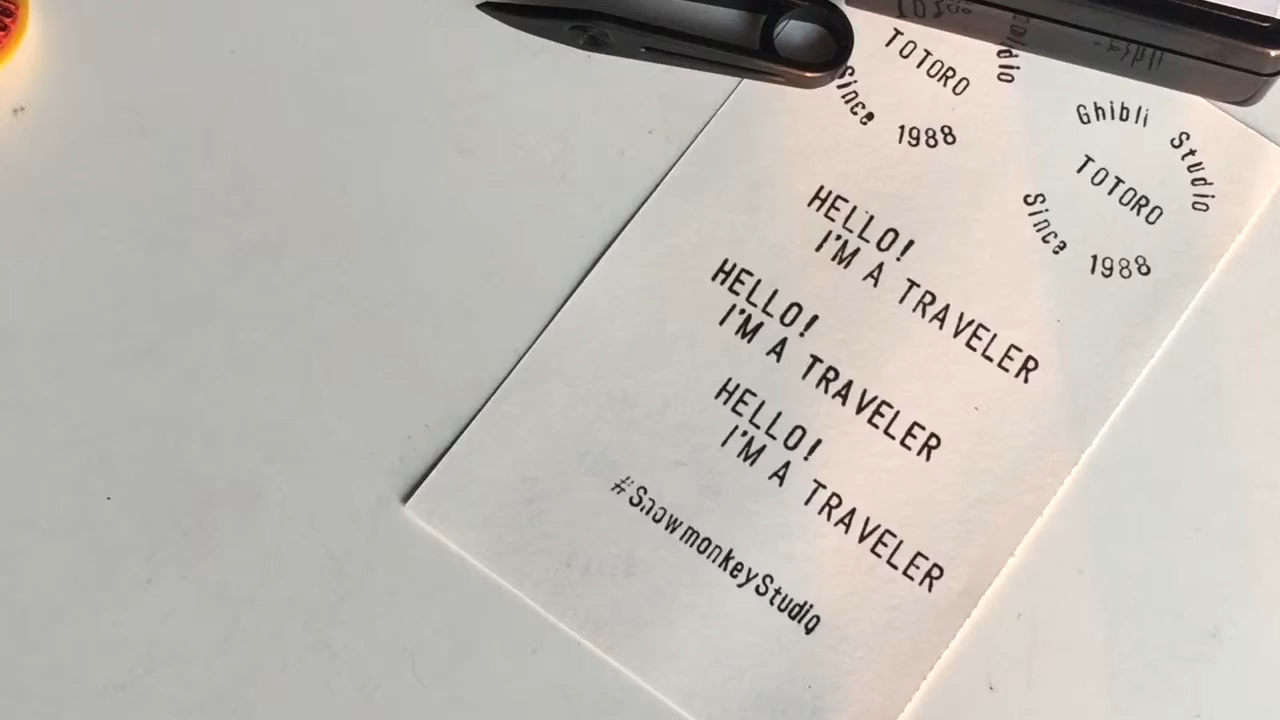 TOTORO
Since 1988
Ghibli Studio
TOTORO
Since 1988
HELLO!
I'M A TRAVELER
HELLO!
I'M A TRAVELER
HELLO!
I'M A TRAVELER
#SnowmonkeyStudio